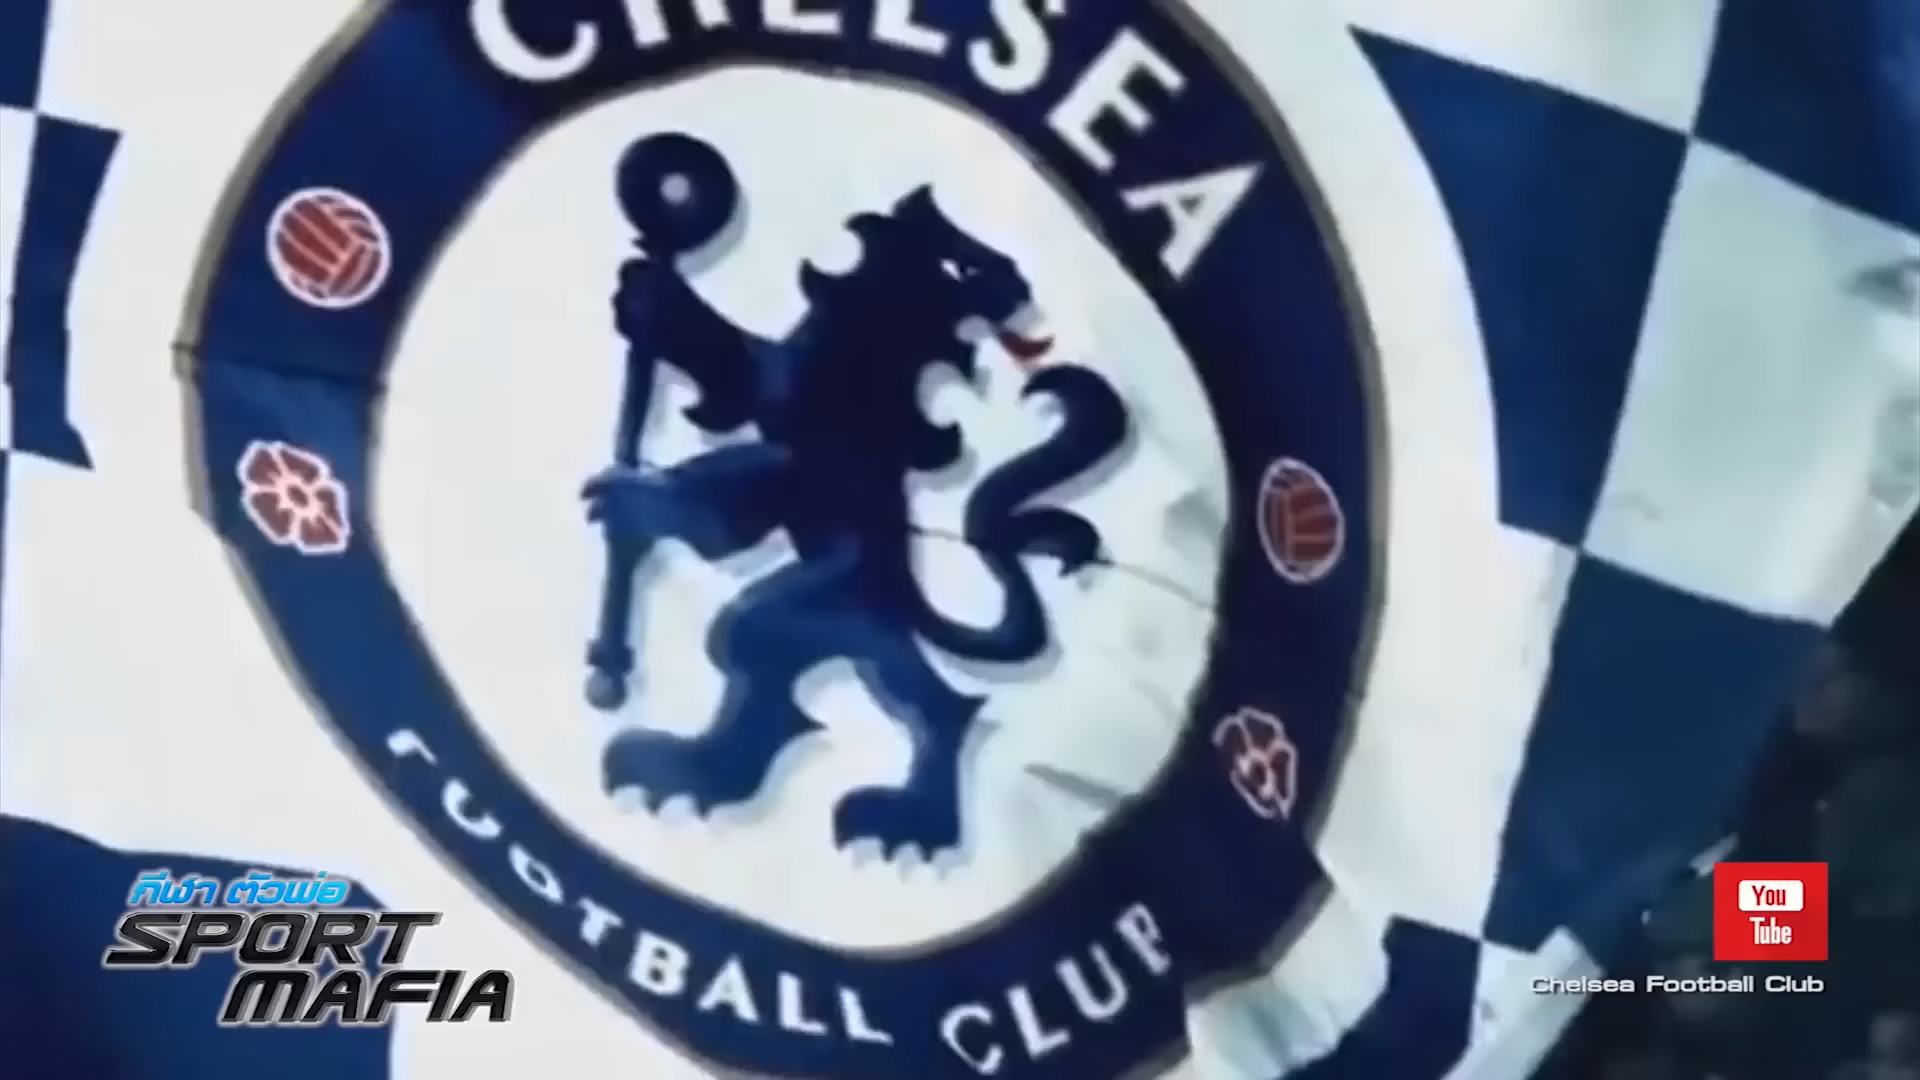 CHELSEA
FOOTBALL CLUB
กีฬา ตัวพ่อ
SPORT
MAFIA
You
Tube
Chelsea Football Club